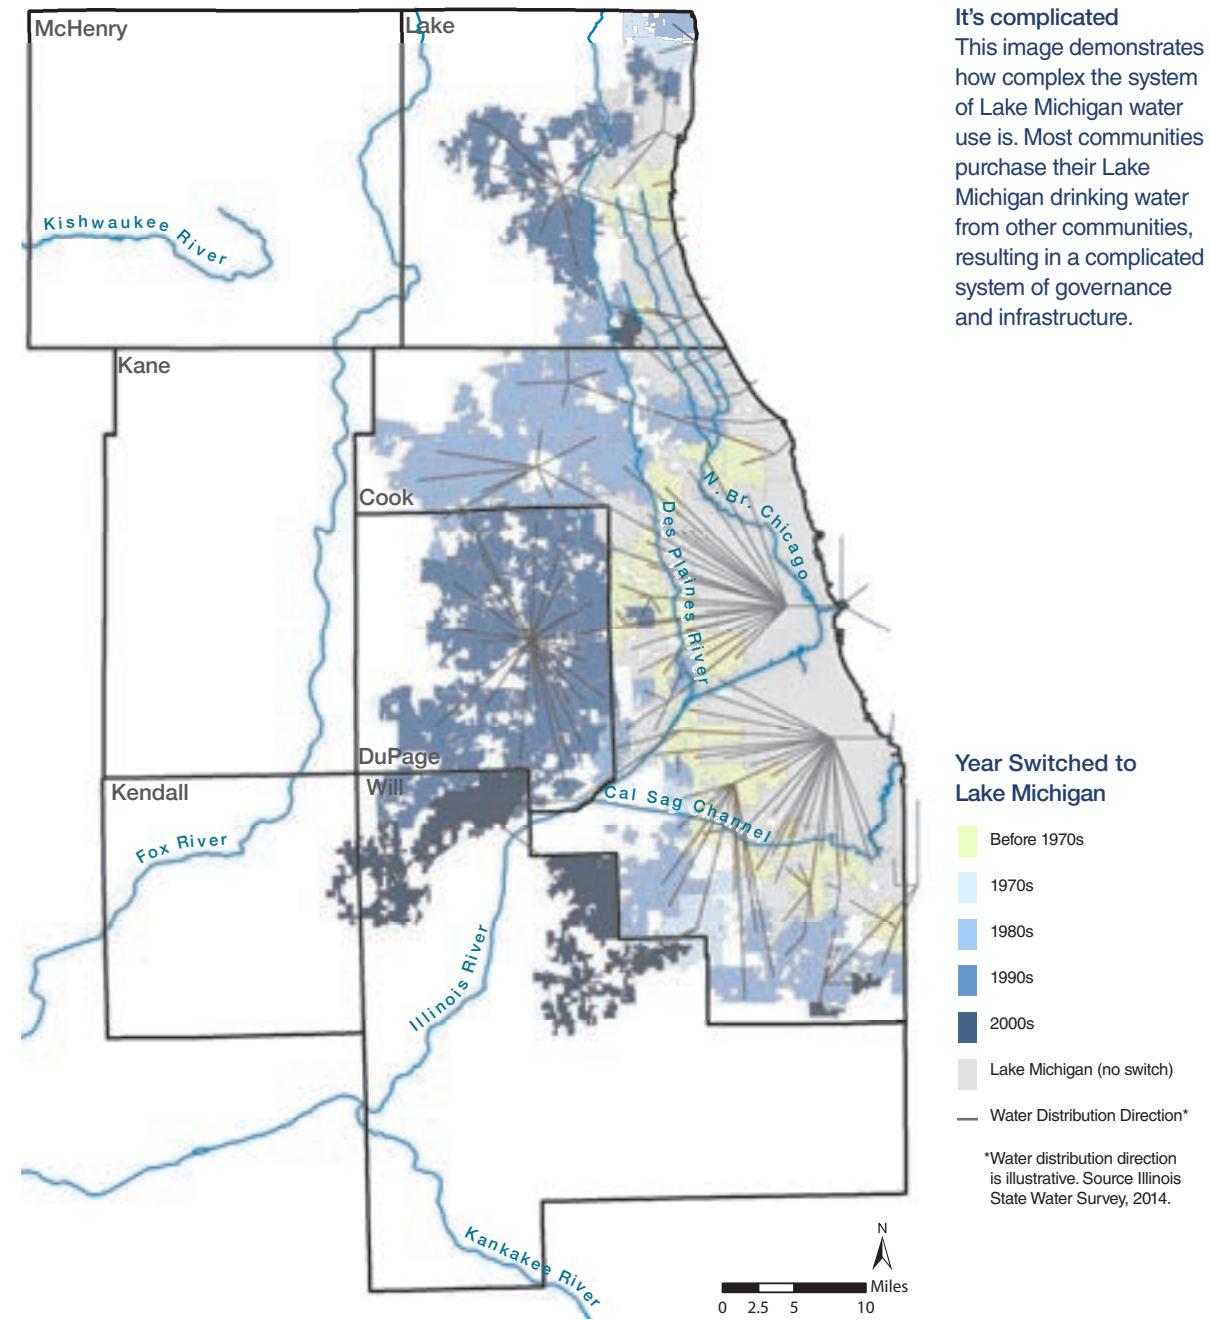 McHenry
Lake
Kishwaukee River
Kane
Cook
N. Br. Chicago
Des Plaines River
DuPage
Will
Kendall
Cal Sag Channel
Fox River
Illinois River
Kankakee River
It's complicated
This image demonstrates
how complex the system
of Lake Michigan water
use is. Most communities
purchase their Lake
Michigan drinking water
from other communities,
resulting in a complicated
system of governance
and infrastructure.
Year Switched to
Lake Michigan
Before 1970s
1970s
1980s
1990s
2000s
Lake Michigan (no switch)
Water Distribution Direction*
*Water distribution direction
is illustrative. Source Illinois
State Water Survey, 2014.
N
Miles
0 2.5 5 10